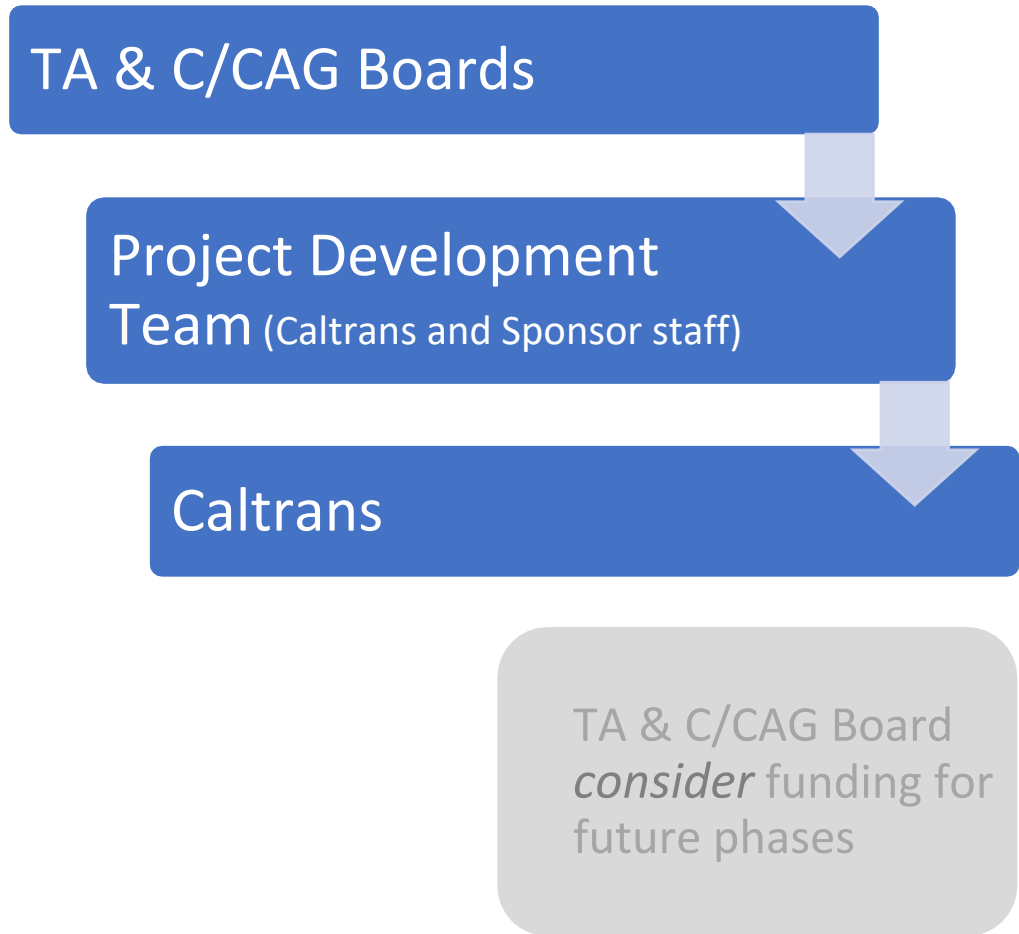 TA & C/CAG Boards
Project Development
Team (Caltrans and Sponsor staff)
Caltrans
TA & C/CAG Board
consider funding for
future phases